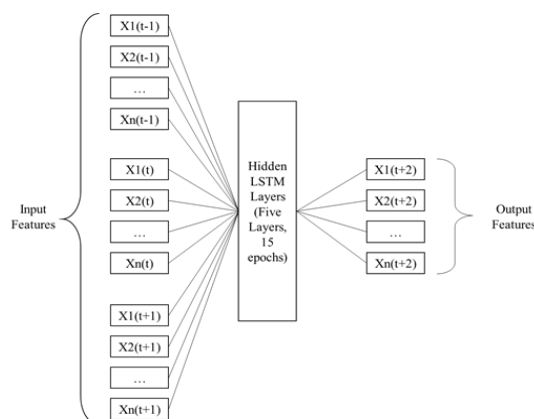 X1(t-1)
X2(t-1)
…
Xn(t-1)
X1(t)
X2(t)
…
Xn(t)
X1(t+1)
X2(t+1)
…
Xn(t+1)
Input
Features
Hidden
LSTM
Layers
(Five
Layers,
15
epochs)
X1(t+2)
X2(t+2)
…
Xn(t+2)
Output
Features